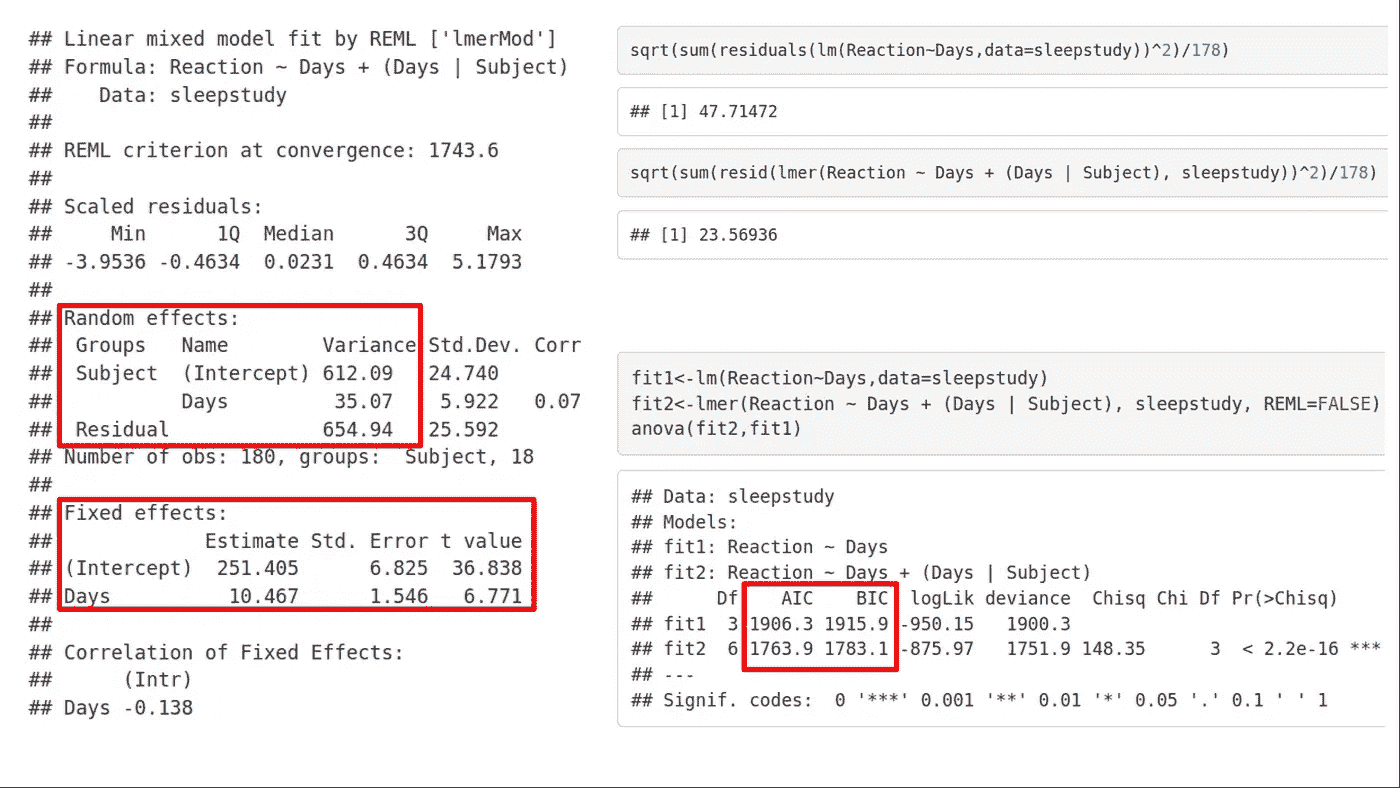 ## Linear mixed model fit by REML ['lmerMod']
## Formula: Reaction ~ Days + (Days | Subject)
##    Data: sleepstudy
##
## REML criterion at convergence: 1743.6
##
## Scaled residuals:
##     Min      1Q  Median      3Q     Max
## -3.9536 -0.4634  0.0231  0.4634  5.1793
##
## Random effects:
##  Groups   Name        Variance Std.Dev. Corr
##  Subject  (Intercept) 612.09   24.740
##           Days         35.07    5.922   0.07
##  Residual             654.94   25.592
## Number of obs: 180, groups:  Subject, 18
##
## Fixed effects:
##             Estimate Std. Error t value
## (Intercept)  251.405      6.825  36.838
## Days          10.467      1.546   6.771
##
## Correlation of Fixed Effects:
##      (Intr)
## Days -0.138
sqrt(sum(residuals(lm(Reaction~Days,data=sleepstudy))^2)/178)
## [1] 47.71472
sqrt(sum(resid(lmer(Reaction ~ Days + (Days | Subject), sleepstudy))^2)/178)
## [1] 23.56936
fit1<-lm(Reaction~Days,data=sleepstudy)
fit2<-lmer(Reaction ~ Days + (Days | Subject), sleepstudy, REML=FALSE)
anova(fit2,fit1)
## Data: sleepstudy
## Models:
## fit1: Reaction ~ Days
## fit2: Reaction ~ Days + (Days | Subject)
##      Df    AIC    BIC  logLik deviance  Chisq Chi Df Pr(>Chisq)
## fit1  3 1906.3 1915.9 -950.15   1900.3
## fit2  6 1763.9 1783.1 -875.97   1751.9 148.35      3  < 2.2e-16 ***
## ---
## Signif. codes:  0 '***' 0.001 '**' 0.01 '*' 0.05 '.' 0.1 ' ' 1